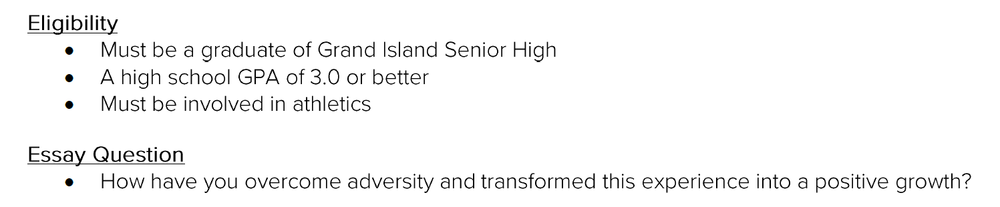 Eligibility
● Must be a graduate of Grand Island Senior High
● A high school GPA of 3.0 or better
● Must be involved in athletics
Essay Question
● How have you overcome adversity and transformed this experience into a positive growth?